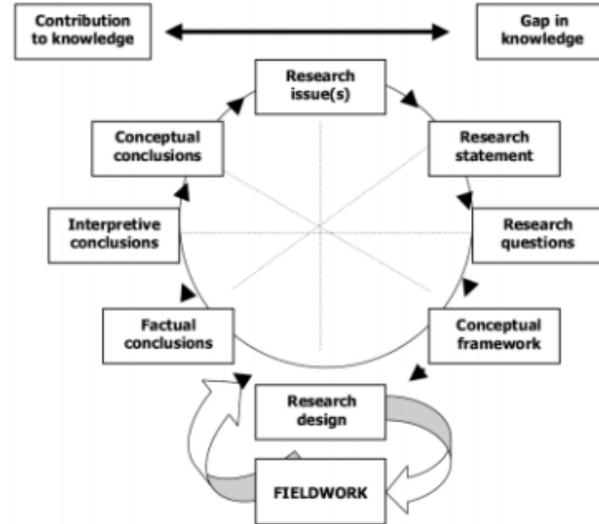 Contribution
to knowledge
Gap in
knowledge
Research
issue(s)
Conceptual
conclusions
Research
statement
Interpretive
conclusions
Research
questions
Factual
conclusions
Conceptual
framework
Research
design
FIELDWORK